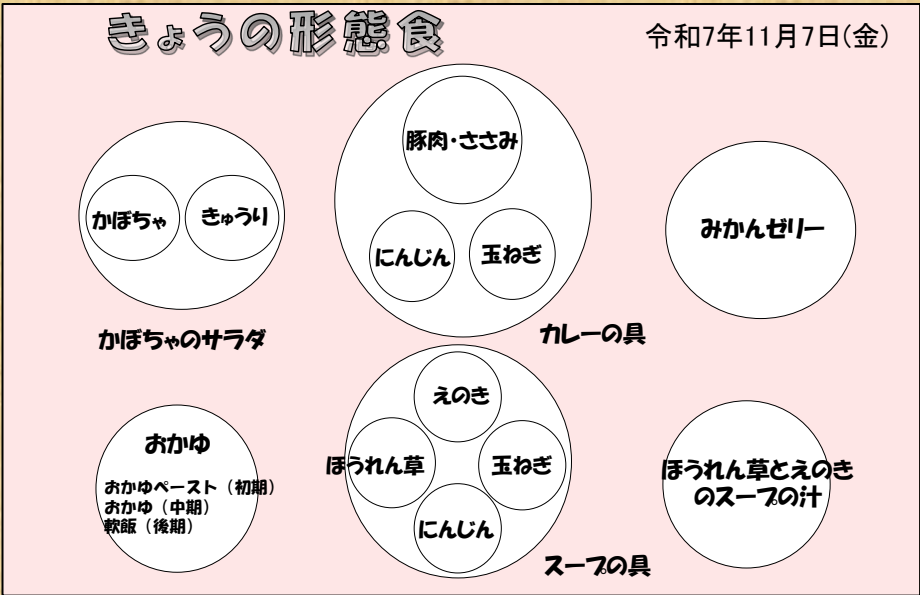 きょうの形態食
令和7年11月7日(金)
かぼちゃ
きゅうり
かぼちゃのサラダ
豚肉・ささみ
にんじん
玉ねぎ
カレーの具
みかんゼリー
おかゆ
おかゆペースト（初期）
おかゆ（中期）
軟飯（後期）
えのき
ほうれん草
玉ねぎ
にんじん
スープの具
ほうれん草とえのき
のスープの汁